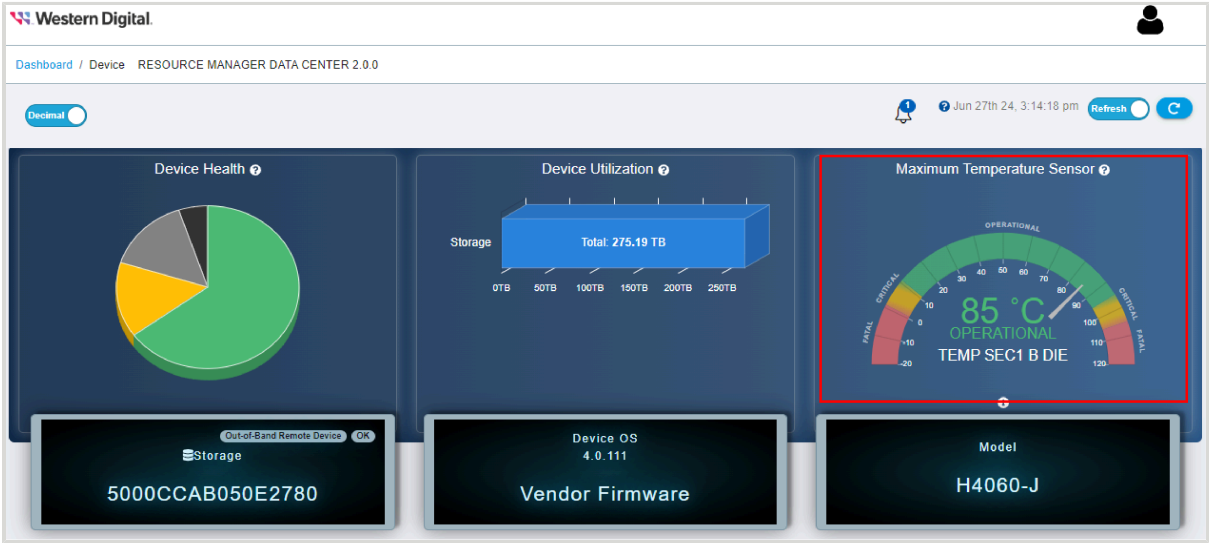 Western Digital.
Dashboard / Device RESOURCE MANAGER DATA CENTER 2.0.0
Decimal
1
Jun 27th 24, 3:14:18 pm
Refresh
Device Health
Device Utilization
Storage
Total: 275.19 TB
0TB 50TB 100TB 150TB 200TB 250TB
Maximum Temperature Sensor
FATAL CRITICAL OPERATIONAL CRITICAL FATAL
-20 -10 0 10 20 30 40 50 60 70 80 90 100 110 120
85 °C
OPERATIONAL
TEMP SEC1 B DIE
Out-of-Band Remote Device OK
Storage
5000CCAB050E2780
Device OS
4.0.111
Vendor Firmware
Model
H4060-J